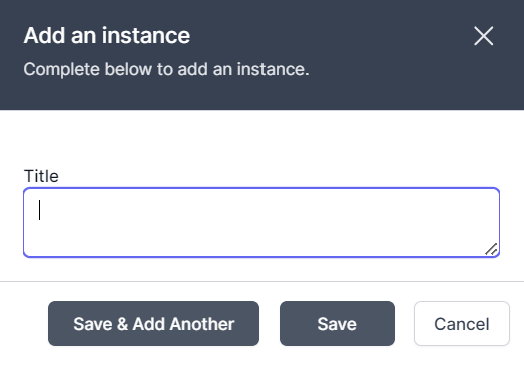 Add an instance
Complete below to add an instance.
Title
Save & Add Another
Save
Cancel